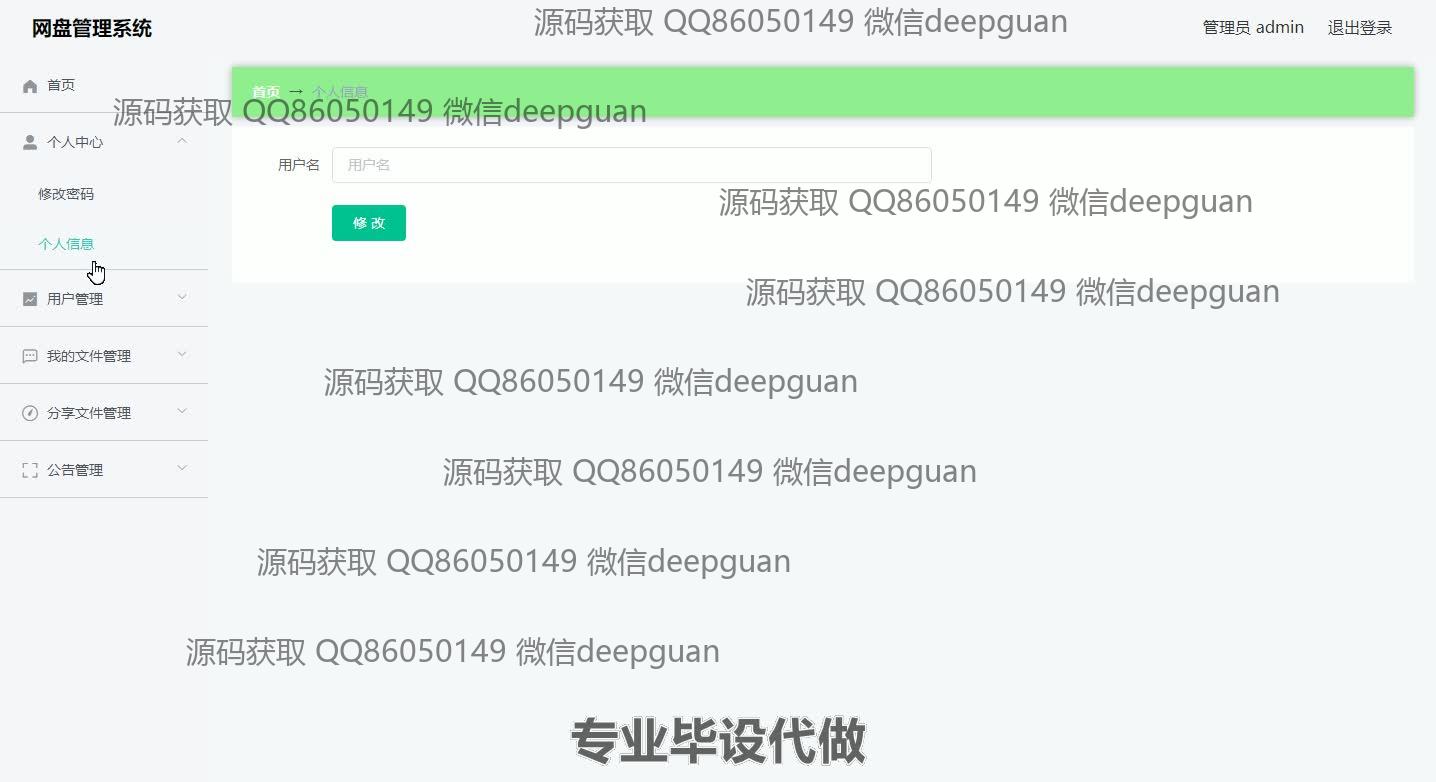 网盘管理系统
源码获取 QQ86050149 微信deepguan
管理员 admin
退出登录
首页
首页 → 个人信息
源码获取 QQ86050149 微信deepguan
个人中心
用户名 用户名
修改密码
源码获取 QQ86050149 微信deepguan
修 改
个人信息
用户管理
源码获取 QQ86050149 微信deepguan
我的文件管理
源码获取 QQ86050149 微信deepguan
分享文件管理
公告管理
源码获取 QQ86050149 微信deepguan
源码获取 QQ86050149 微信deepguan
源码获取 QQ86050149 微信deepguan
专业毕设代做